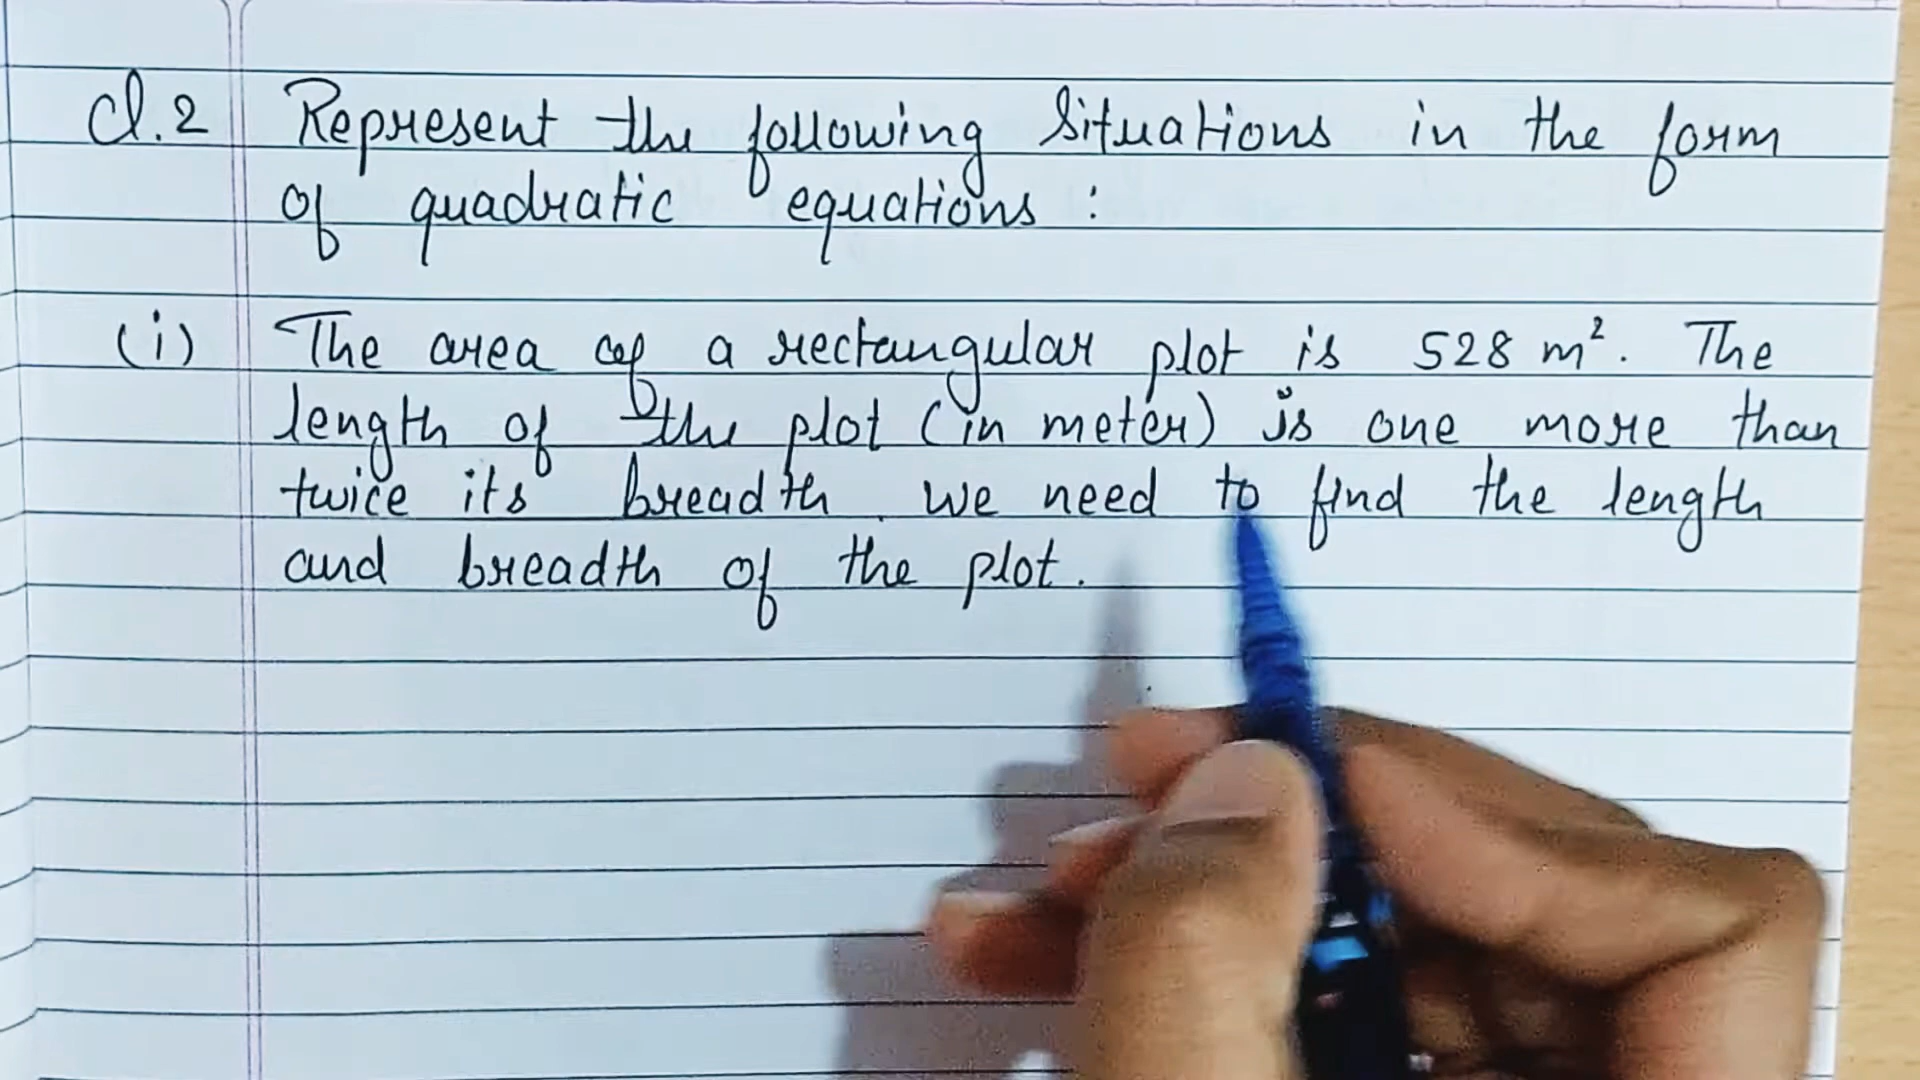 Q.2 Represent the following situations in the form
of quadratic equations :
(i) The area of a rectangular plot is 528 m². The
length of the plot (in meter) is one more than
twice its breadth. we need to find the length
and breadth of the plot.